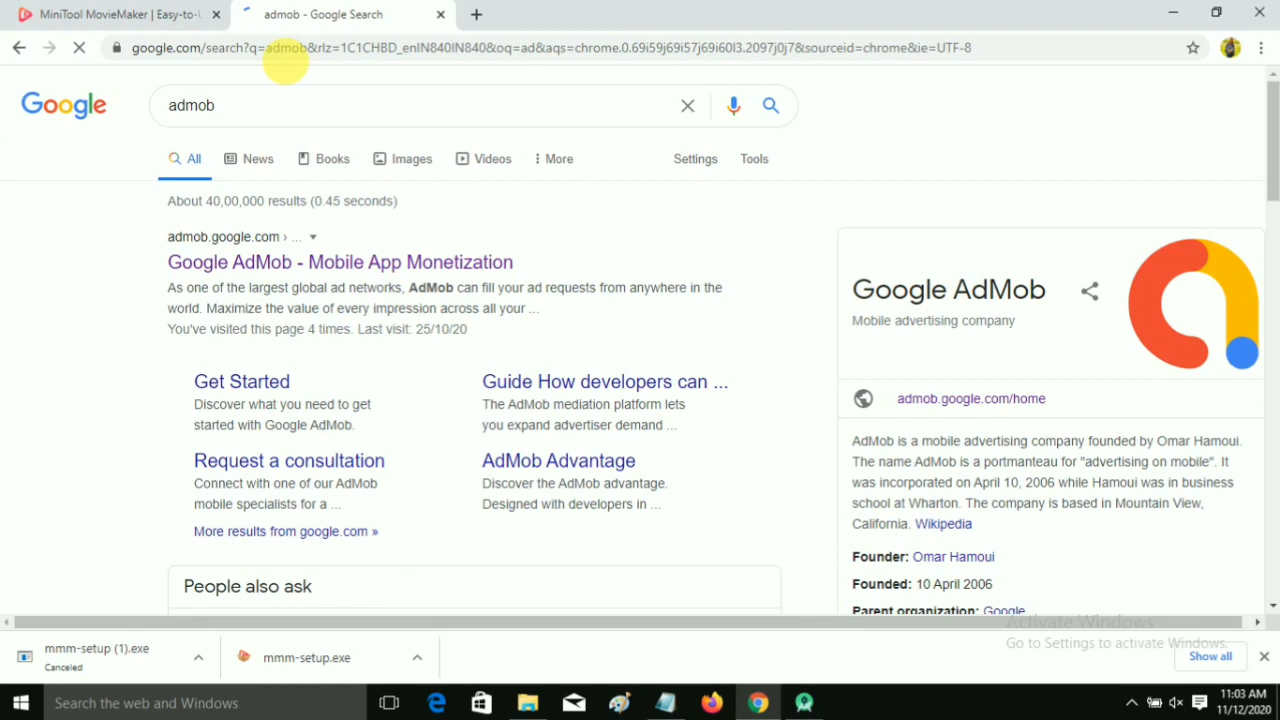 MiniTool MovieMaker | Easy-to-U
admob - Google Search
google.com/search?q=admob&rlz=1C1CHBD_enIN840IN840&oq=ad&aqs=chrome.0.69i59j69i57j69i60l3.2097j0j7&sourceid=chrome&ie=UTF-8
Google
admob
All
News
Books
Images
Videos
More
Settings
Tools
About 40,00,000 results (0.45 seconds)
admob.google.com › ...
Google AdMob - Mobile App Monetization
As one of the largest global ad networks, AdMob can fill your ad requests from anywhere in the
world. Maximize the value of every impression across all your ...
You've visited this page 4 times. Last visit: 25/10/20
Get Started
Discover what you need to get
started with Google AdMob.
Guide How developers can ...
The AdMob mediation platform lets
you expand advertiser demand ...
Request a consultation
Connect with one of our AdMob
mobile specialists for a ...
AdMob Advantage
Discover the AdMob advantage.
Designed with developers in ...
More results from google.com »
People also ask
Google AdMob
Mobile advertising company
admob.google.com/home
AdMob is a mobile advertising company founded by Omar Hamoui.
The name AdMob is a portmanteau for "advertising on mobile". It
was incorporated on April 10, 2006 while Hamoui was in business
school at Wharton. The company is based in Mountain View,
California. Wikipedia
Founder: Omar Hamoui
Founded: 10 April 2006
Parent organization: Google
Activate Windows
Go to Settings to activate Windows.
mmm-setup (1).exe
Canceled
mmm-setup.exe
Show all
Search the web and Windows
11:03 AM
11/12/2020